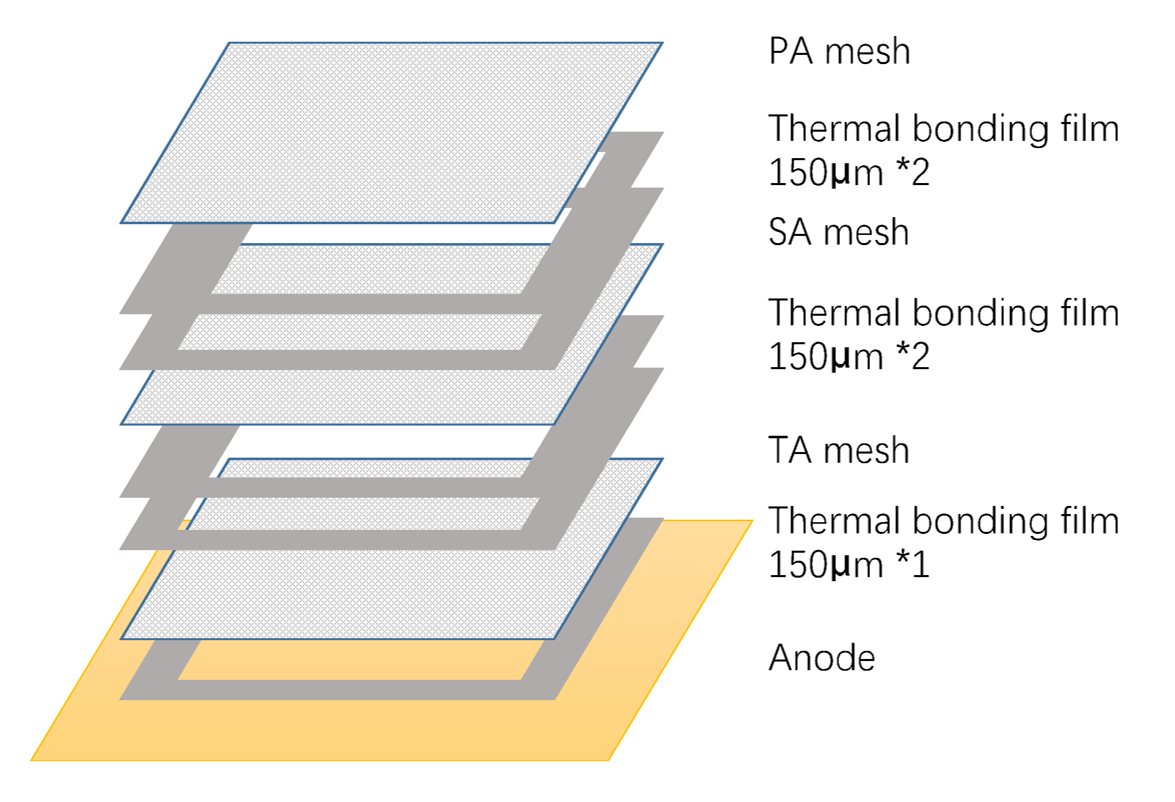 PA mesh
Thermal bonding film
150μm *2
SA mesh
Thermal bonding film
150μm *2
TA mesh
Thermal bonding film
150μm *1
Anode